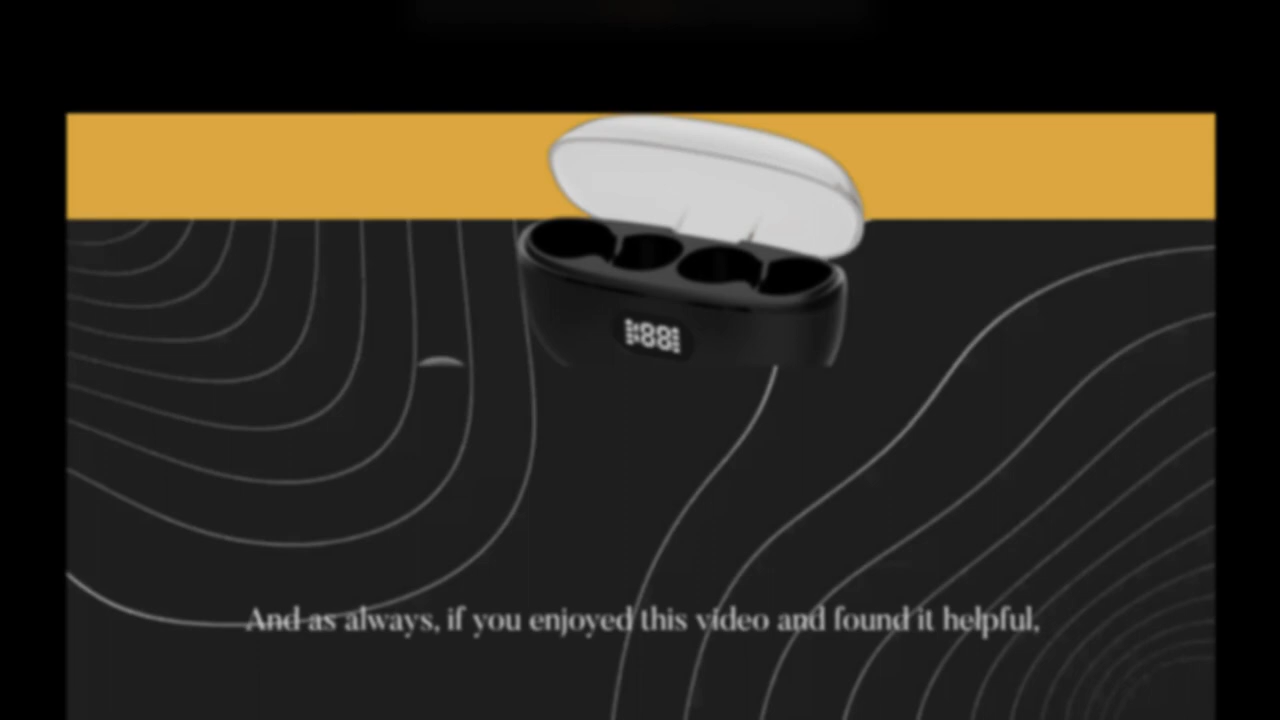 And as always, if you enjoyed this video and found it helpful,